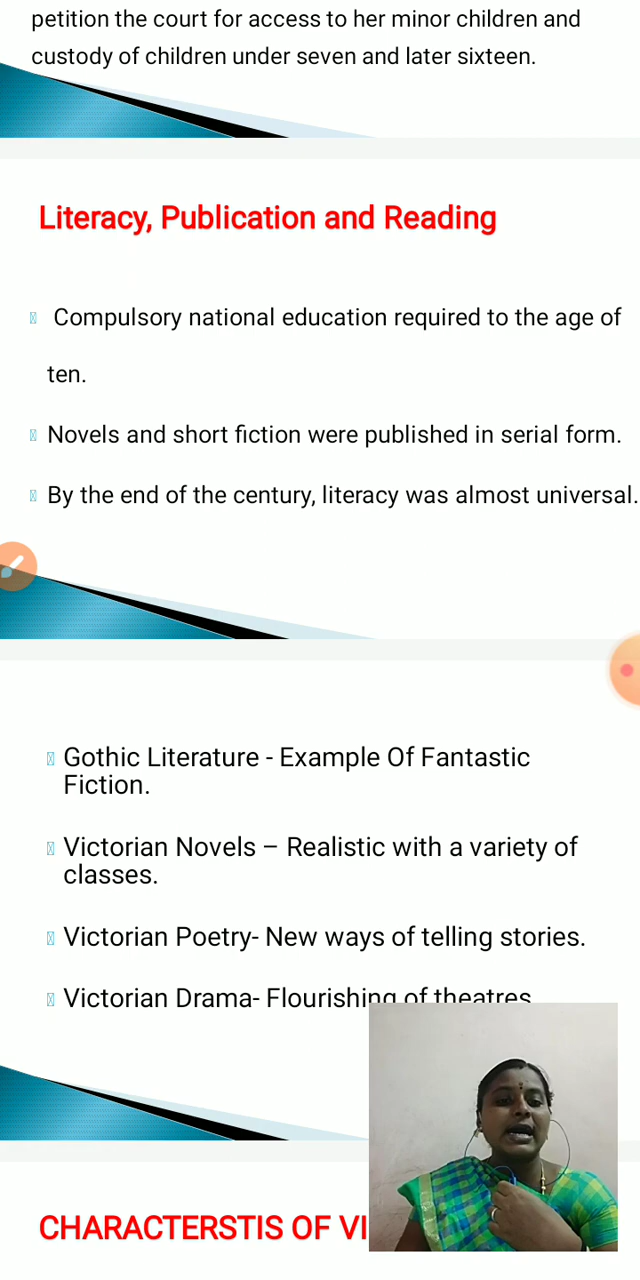 petition the court for access to her minor children and
custody of children under seven and later sixteen.
Literacy, Publication and Reading
Compulsory national education required to the age of
ten.
Novels and short fiction were published in serial form.
By the end of the century, literacy was almost universal.
Gothic Literature - Example Of Fantastic
Fiction.
Victorian Novels – Realistic with a variety of
classes.
Victorian Poetry- New ways of telling stories.
Victorian Drama- Flourishing of theatres
CHARACTERSTIS OF VI